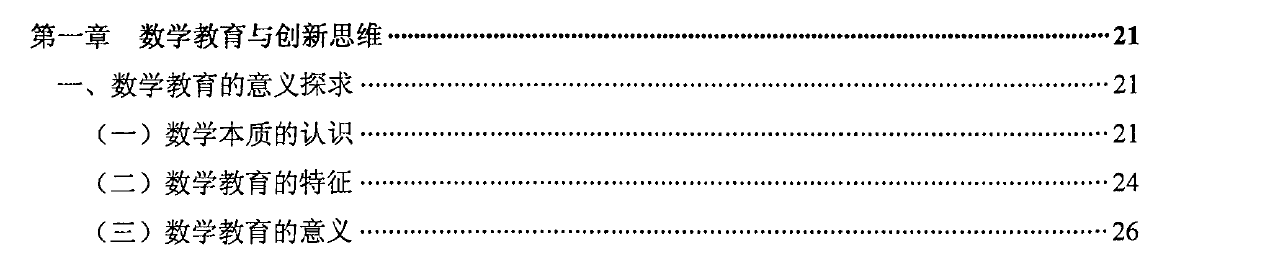 第一章　数学教育与创新思维……………………………………………………………21
一、数学教育的意义探求……………………………………………………………21
（一）数学本质的认识……………………………………………………………21
（二）数学教育的特征……………………………………………………………24
（三）数学教育的意义……………………………………………………………26